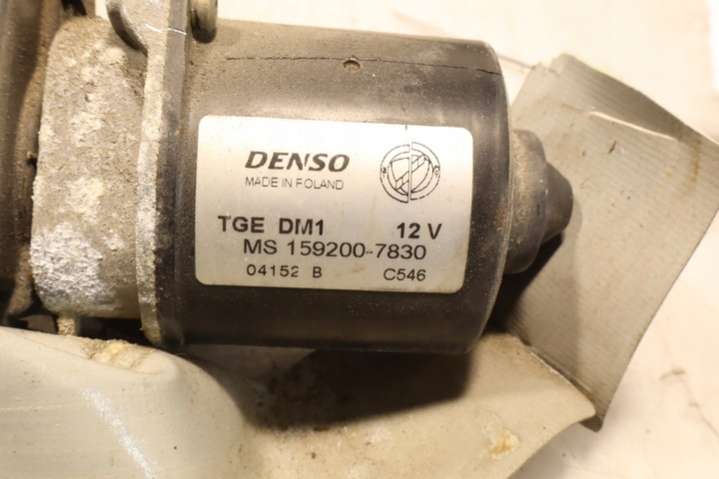 DENSO
MADE IN POLAND
TGE DM1 12 V
MS 159200-7830
04152 B C546